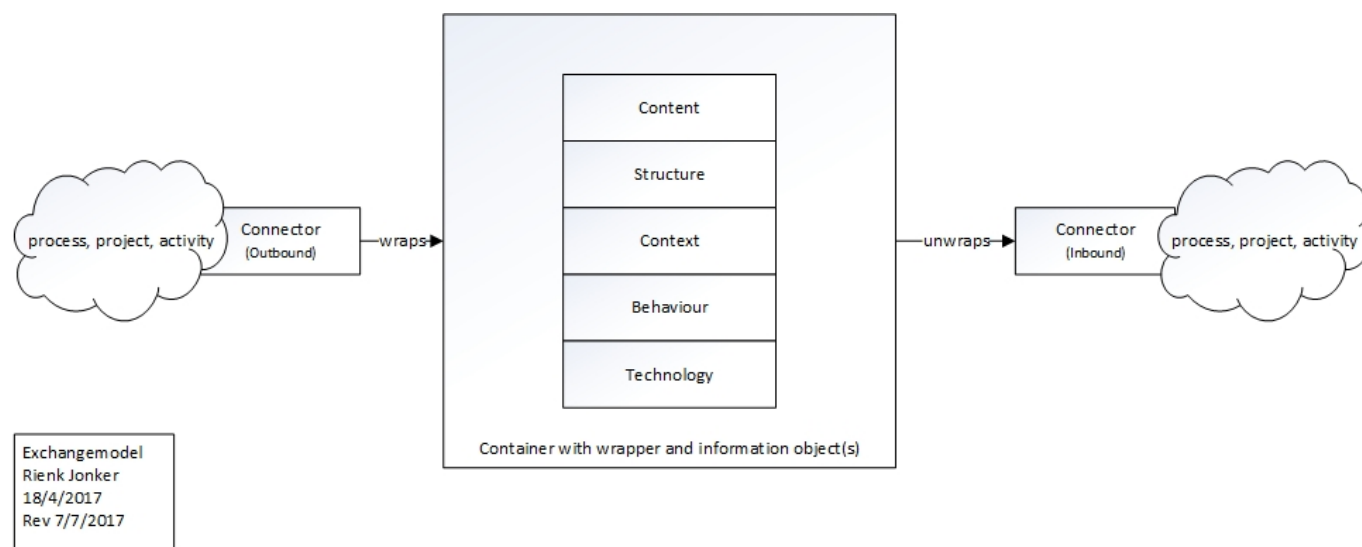 Content
Structure
Context
Behaviour
Technology
Container with wrapper and information object(s)
process, project, activity
Connector
(Outbound)
wraps
unwraps
Connector
(Inbound)
process, project, activity
Exchangemodel
Rienk Jonker
18/4/2017
Rev 7/7/2017